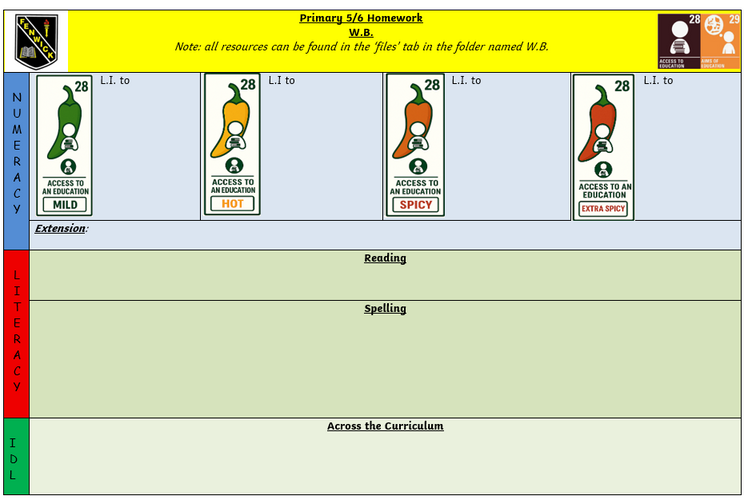 FENWICK
Primary 5/6 Homework
W.B.
Note: all resources can be found in the 'files' tab in the folder named W.B.
28
ACCESS TO
EDUCATION
29
AIMS OF
EDUCATION
NUMERACY
28
ACCESS TO
AN EDUCATION
MILD
L.I. to
28
ACCESS TO
AN EDUCATION
HOT
L.I to
28
ACCESS TO
AN EDUCATION
SPICY
L.I. to
28
ACCESS TO AN
EDUCATION
EXTRA SPICY
L.I. to
Extension:
LITERACY
Reading
Spelling
IDL
Across the Curriculum